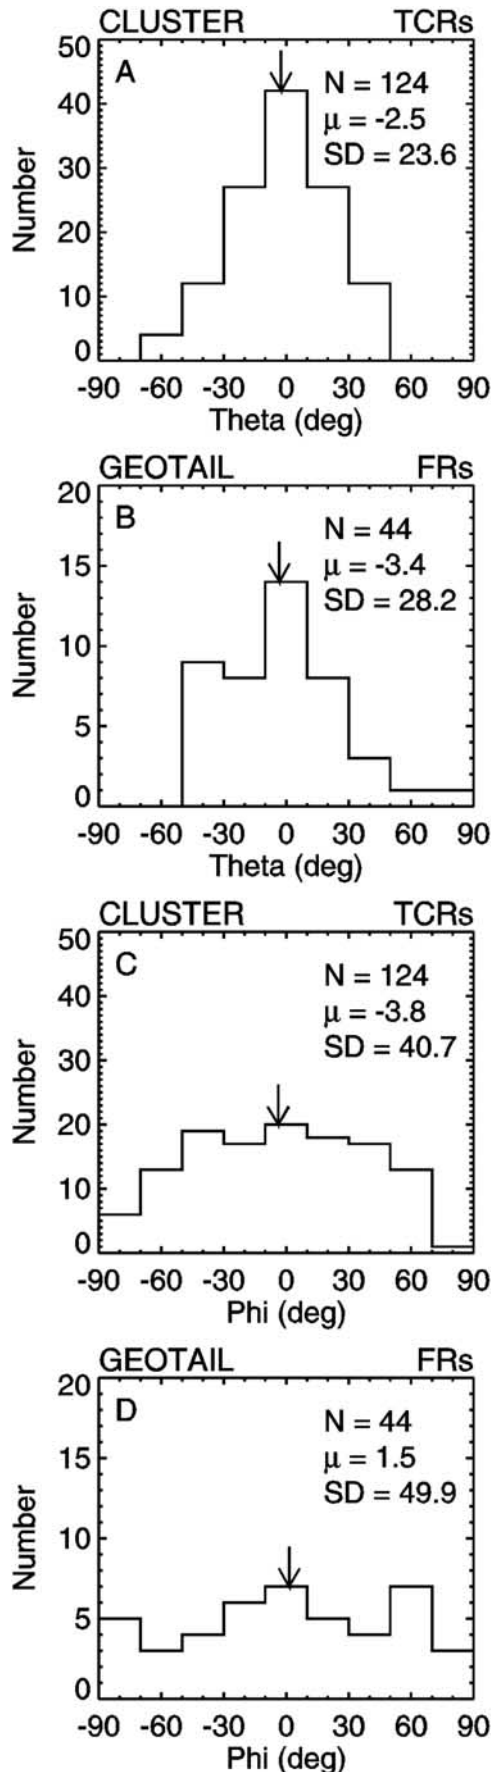 CLUSTER TCRs
A
N = 124
μ = -2.5
SD = 23.6
50
40
30
20
10
0
Number
-90 -60 -30 0 30 60 90
Theta (deg)
GEOTAIL FRs
B
N = 44
μ = -3.4
SD = 28.2
20
15
10
5
0
Number
-90 -60 -30 0 30 60 90
Theta (deg)
CLUSTER TCRs
C
N = 124
μ = -3.8
SD = 40.7
50
40
30
20
10
0
Number
-90 -60 -30 0 30 60 90
Phi (deg)
GEOTAIL FRs
D
N = 44
μ = 1.5
SD = 49.9
20
15
10
5
0
Number
-90 -60 -30 0 30 60 90
Phi (deg)